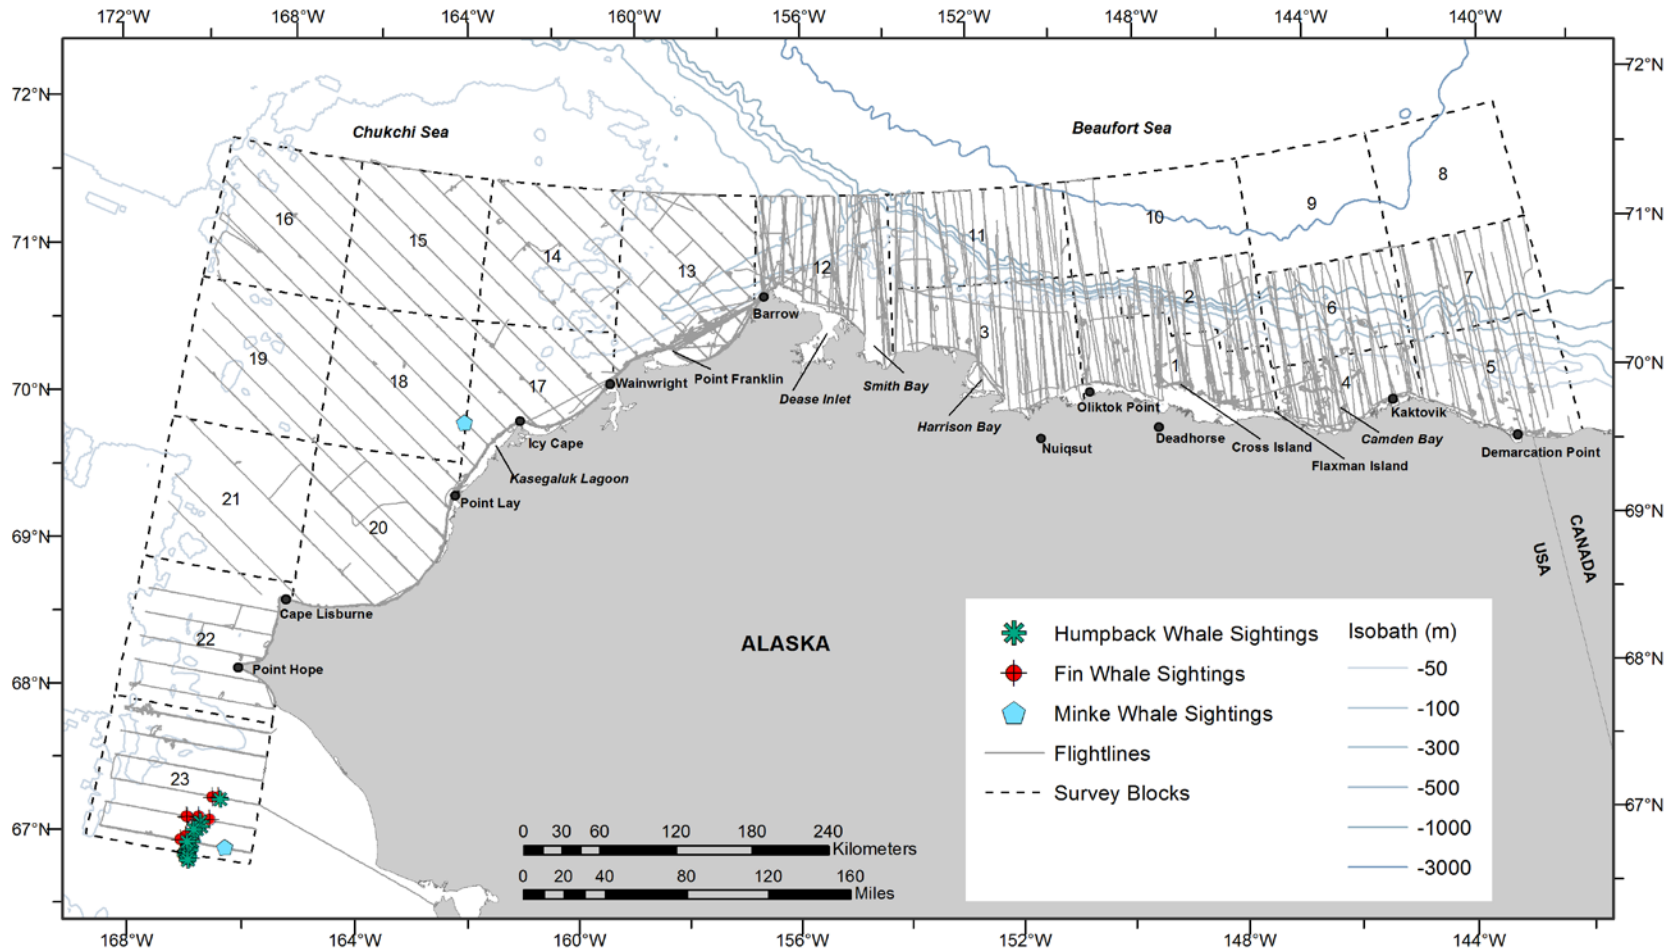 172°W 168°W 164°W 160°W 156°W 152°W 148°W 144°W 140°W
72°N 72°N
Chukchi Sea Beaufort Sea
8
9
16 10 71°N
15 11
71°N 14 13 12 7
2 6
Barrow
3
19 70°N
18 17 Wainwright Point Franklin Smith Bay 1 4 5
70°N Dease Inlet Oliktok Point Kaktovik
Icy Cape Harrison Bay Deadhorse Cross Island Camden Bay
Nuiqsut Flaxman Island Demarcation Point
Kasegaluk Lagoon
21 Point Lay
69°N 20 69°N
USA CANADA
Cape Lisburne
22 ALASKA
Point Hope 68°N
68°N
23
67°N 67°N
Humpback Whale Sightings
Fin Whale Sightings
Minke Whale Sightings
Flightlines
Survey Blocks
Isobath (m)
-50
-100
-300
-500
-1000
-3000
0 30 60 120 180 240
Kilometers
0 20 40 80 120 160
Miles
168°W 164°W 160°W 156°W 152°W 148°W 144°W